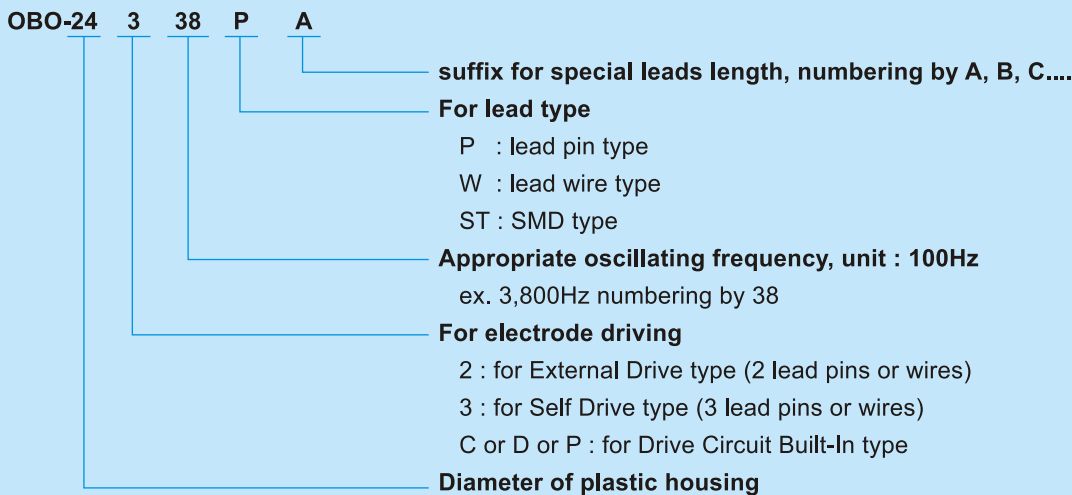 OBO-24 3 38 P A
suffix for special leads length, numbering by A, B, C....
For lead type
P : lead pin type
W : lead wire type
ST : SMD type
Appropriate oscillating frequency, unit : 100Hz
ex. 3,800Hz numbering by 38
For electrode driving
2 : for External Drive type (2 lead pins or wires)
3 : for Self Drive type (3 lead pins or wires)
C or D or P : for Drive Circuit Built-In type
Diameter of plastic housing